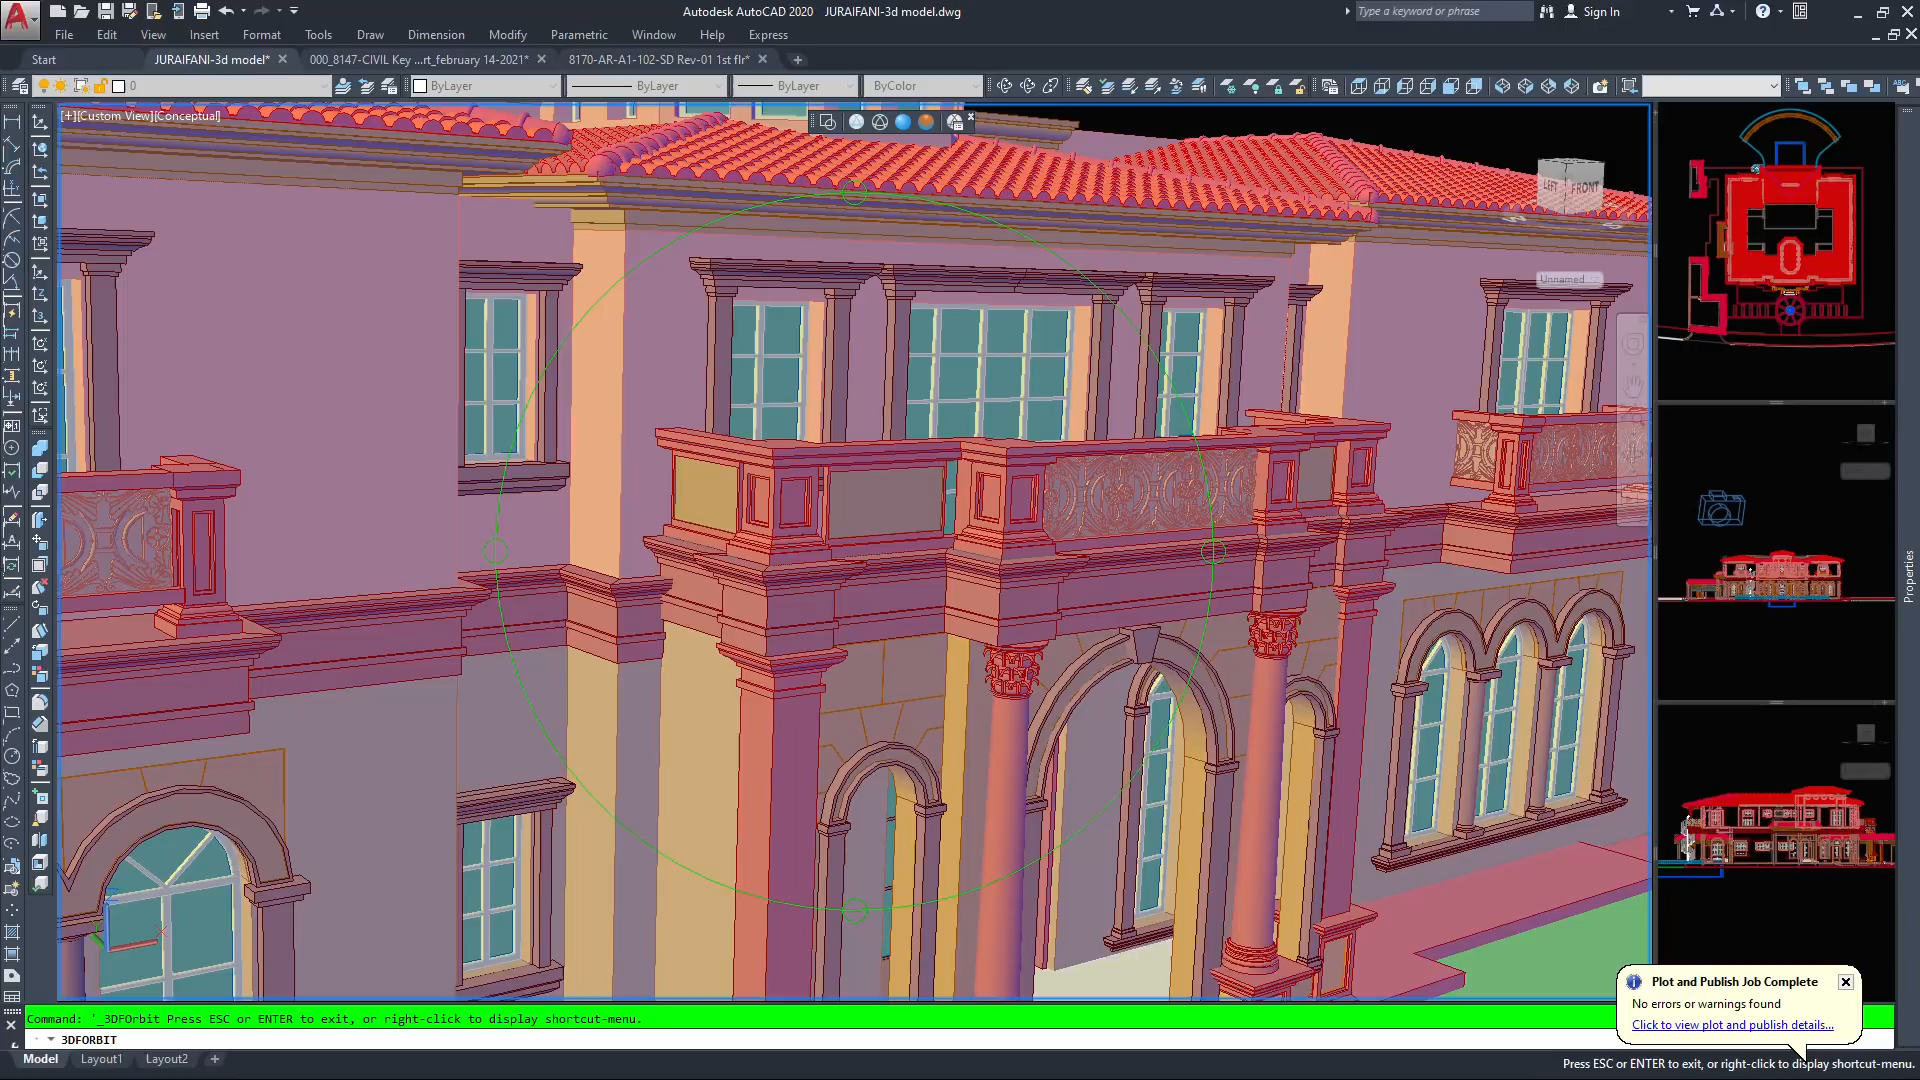 Autodesk AutoCAD 2020   JURAIFANI-3d model.dwg
Type a keyword or phrase
Sign In
File Edit View Insert Format Tools Draw Dimension Modify Parametric Window Help Express
Start
JURAIFANI-3d model*
000_8147-CIVIL Key ...rt_february 14-2021*
8170-AR-A1-102-SD Rev-01 1st flr*
0
ByLayer
ByLayer
ByLayer
ByColor
[+][Custom View][Conceptual]
LEFT
FRONT
Unnamed
Properties
Plot and Publish Job Complete
No errors or warnings found
Click to view plot and publish details...
Command: '_3DFOrbit Press ESC or ENTER to exit, or right-click to display shortcut-menu.
3DFORBIT
Model Layout1 Layout2
Press ESC or ENTER to exit, or right-click to display shortcut-menu.